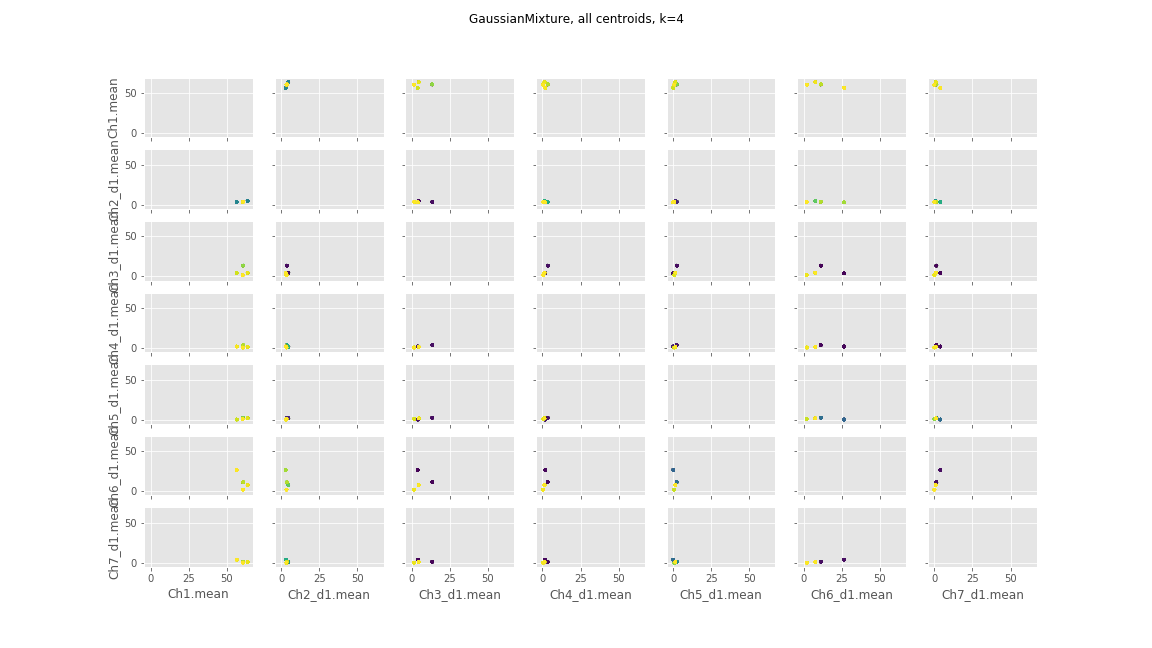 GaussianMixture, all centroids, k=4
50
0
Ch1.mean
50
0
Ch2_d1.mean
50
0
Ch3_d1.mean
50
0
Ch4_d1.mean
50
0
Ch5_d1.mean
50
0
Ch6_d1.mean
50
0
Ch7_d1.mean
0 25 50 0 25 50 0 25 50 0 25 50 0 25 50 0 25 50 0 25 50
Ch1.mean Ch2_d1.mean Ch3_d1.mean Ch4_d1.mean Ch5_d1.mean Ch6_d1.mean Ch7_d1.mean